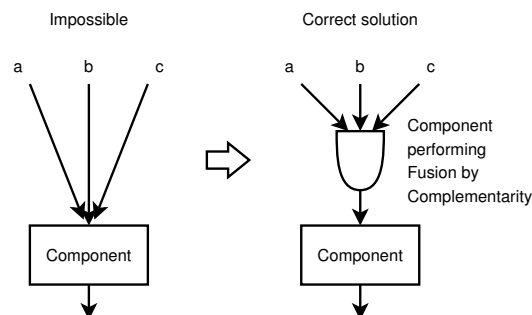 Impossible
Correct solution
a
b
c
a
b
c
Component
performing
Fusion by
Complementarity
Component
Component